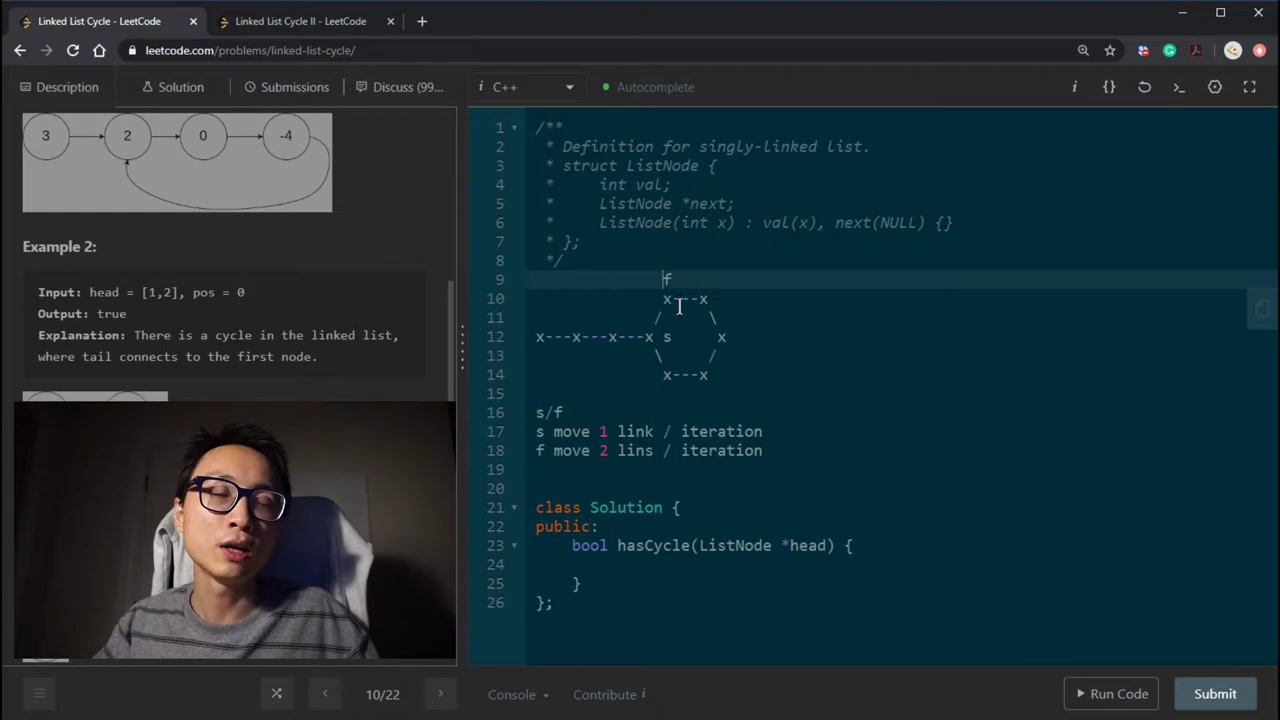 Linked List Cycle - LeetCode
Linked List Cycle II - LeetCode
leetcode.com/problems/linked-list-cycle/
Description
Solution
Submissions
Discuss (99...
3
2
0
-4
Example 2:
Input: head = [1,2], pos = 0
Output: true
Explanation: There is a cycle in the linked list,
where tail connects to the first node.
i C++
Autocomplete
1 /**
2 * Definition for singly-linked list.
3 * struct ListNode {
4 *     int val;
5 *     ListNode *next;
6 *     ListNode(int x) : val(x), next(NULL) {}
7 * };
8 */
9 f
10 x---x
11 / \
12 x---x---x---x s x
13 \ /
14 x---x
15
16 s/f
17 s move 1 link / iteration
18 f move 2 lins / iteration
19
20
21 class Solution {
22 public:
23     bool hasCycle(ListNode *head) {
24
25     }
26 };
10/22
Console
Contribute i
Run Code
Submit